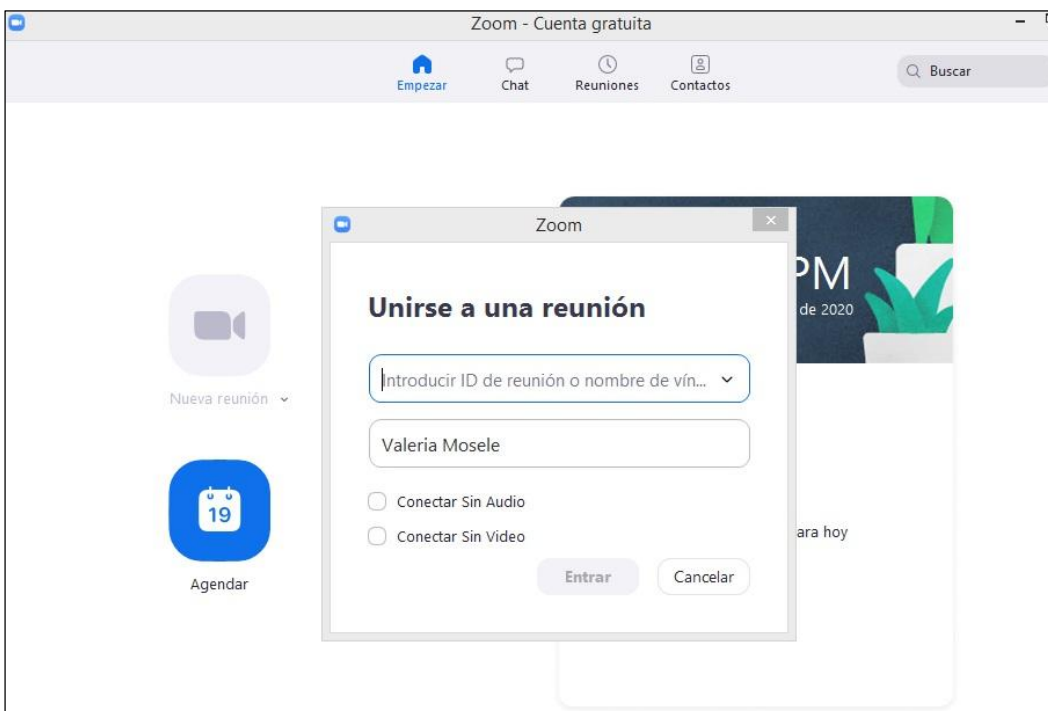 Zoom - Cuenta gratuita
Empezar
Chat
Reuniones
Contactos
Buscar
Zoom
PM
de 2020
Unirse a una reunión
Introducir ID de reunión o nombre de vín...
Nueva reunión
Valeria Mosele
Conectar Sin Audio
19
Conectar Sin Video
ara hoy
Entrar
Cancelar
Agendar